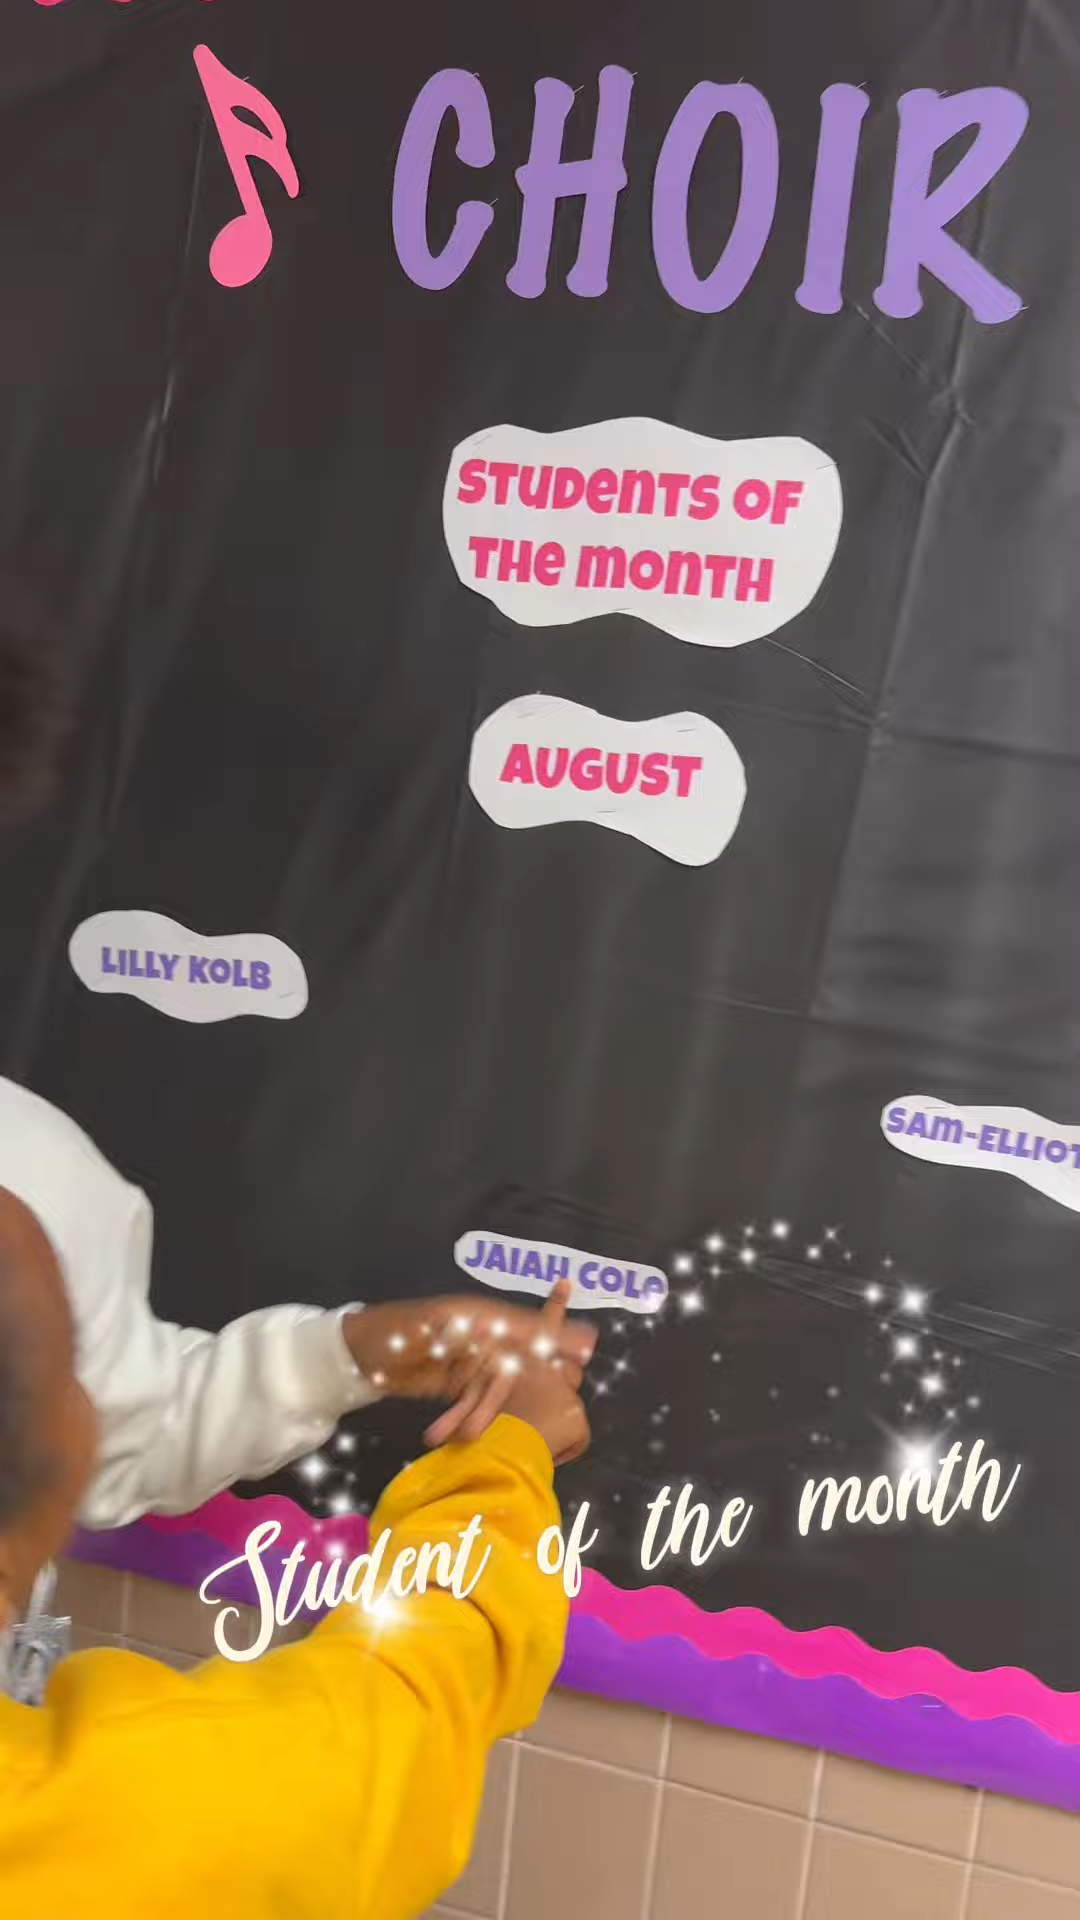 CHOIR
STUDENTS OF
THE MONTH
AUGUST
LILLY KOLB
SAM-ELLIOT
JAIAH COLE
Student of the month